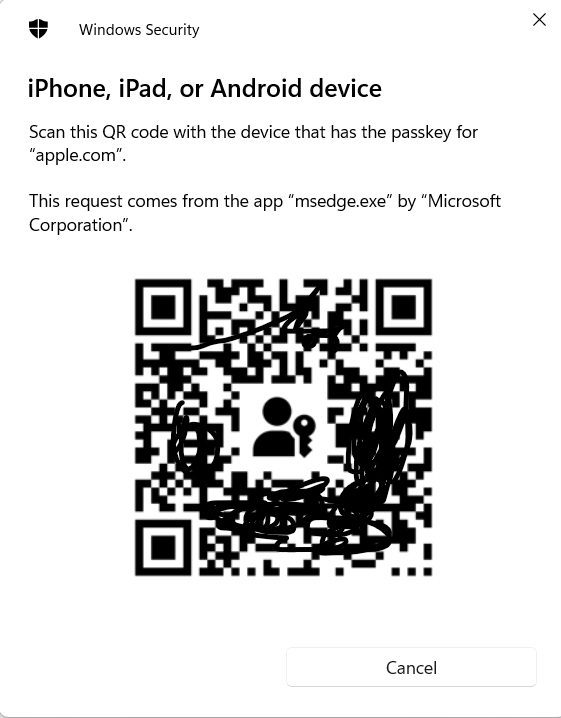 Windows Security
iPhone, iPad, or Android device
Scan this QR code with the device that has the passkey for
“apple.com”.
This request comes from the app “msedge.exe” by “Microsoft
Corporation”.
Cancel